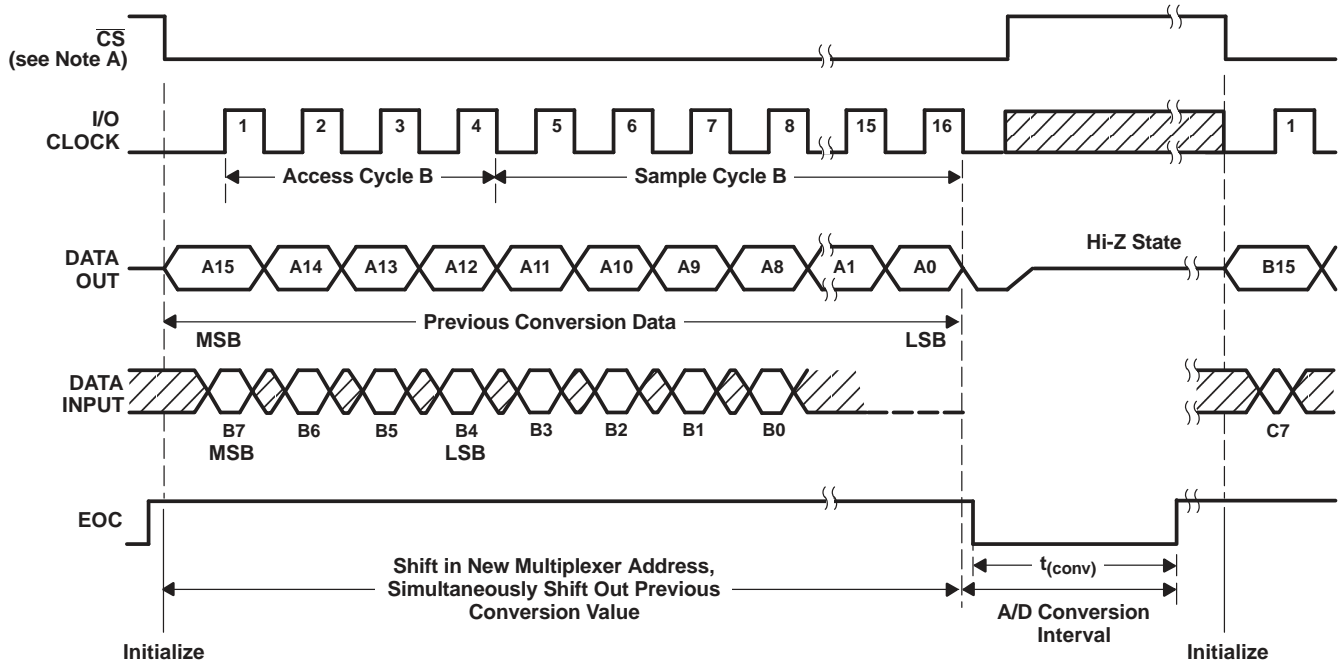 CS
(see Note A)
I/O
CLOCK
1 2 3 4 5 6 7 8 15 16 1
Access Cycle B Sample Cycle B
DATA
OUT
A15 A14 A13 A12 A11 A10 A9 A8 A1 A0 Hi-Z State B15
Previous Conversion Data
MSB LSB
DATA
INPUT
B7 B6 B5 B4 B3 B2 B1 B0 C7
MSB LSB
EOC
Shift in New Multiplexer Address,
Simultaneously Shift Out Previous
Conversion Value
t(conv)
A/D Conversion
Interval
Initialize Initialize